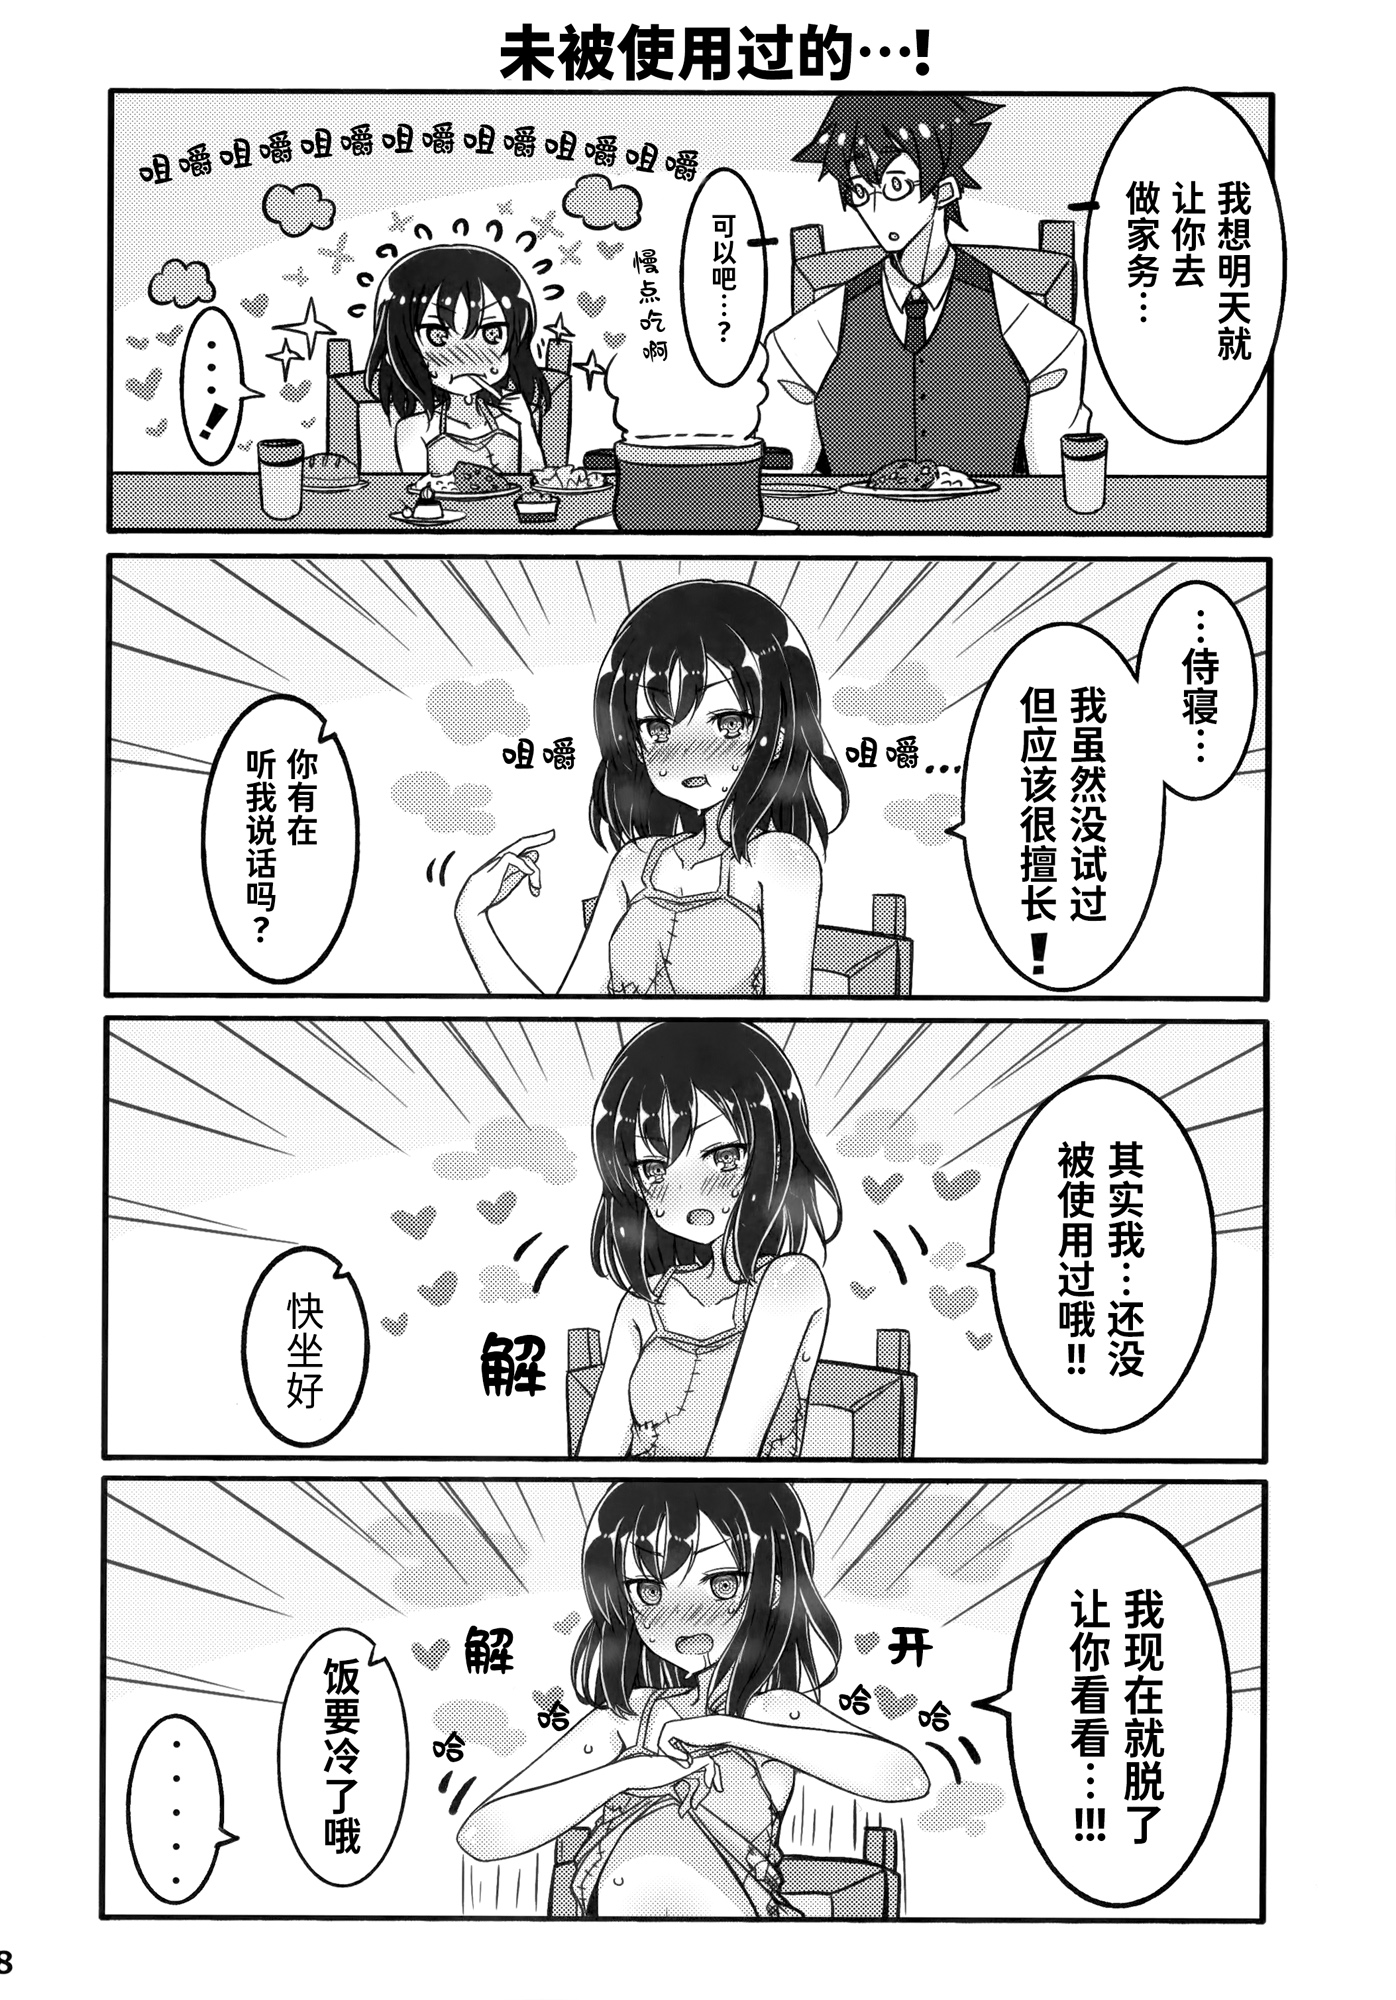 未被使用过的…!
我想明天就
让你去
做家务…
可以吧…?
慢点吃啊
咀嚼咀嚼咀嚼咀嚼咀嚼咀嚼咀嚼
…!
…侍寝…
我虽然没试过
但应该很擅长!
咀嚼…
咀嚼
你有在
听我说话吗?
其实我…还没
被使用过哦!!
解
快坐好
我现在就脱了
让你看看…!!!
开
解
哈
哈
哈
哈
饭要冷了哦
・・・・・
8